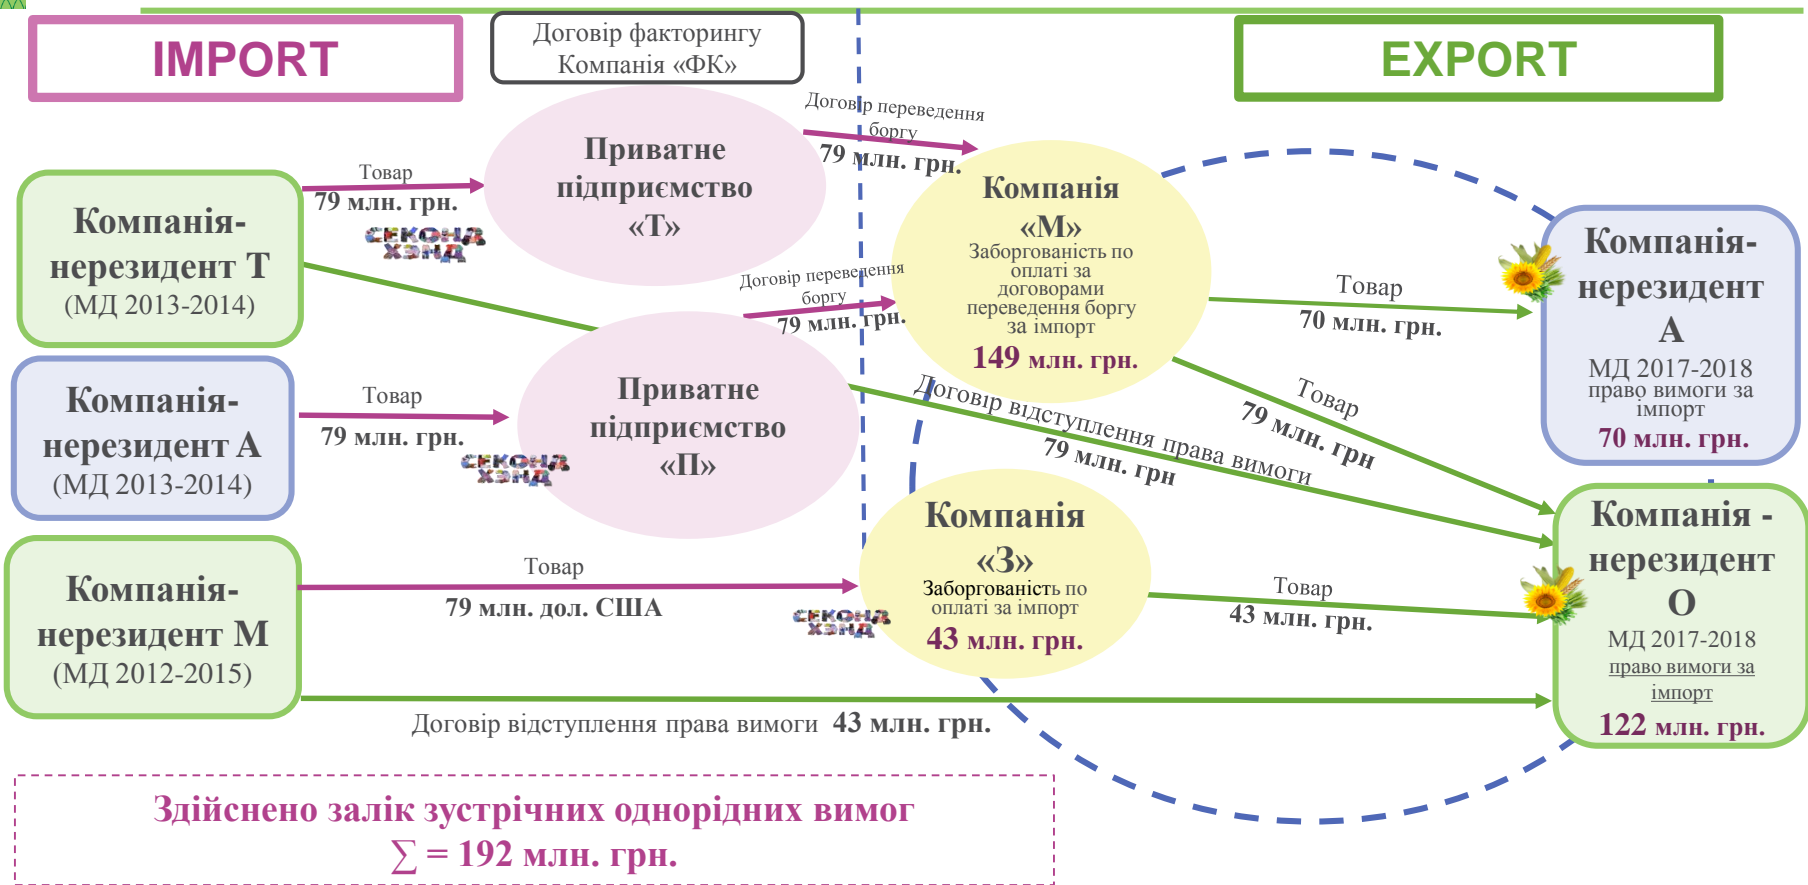 IMPORT
Договір факторингу
Компанія «ФК»
EXPORT
Компанія-
нерезидент Т
(МД 2013-2014)
Товар
79 млн. грн.
СЕКОНД
ХЭНД
Приватне
підприємство
«Т»
Договір переведення
боргу
79 млн. грн.
Компанія
«М»
Заборгованість по
оплаті за
договорами
переведення боргу
за імпорт
149 млн. грн.
Товар
70 млн. грн.
Компанія-
нерезидент
А
МД 2017-2018
право вимоги за
імпорт
70 млн. грн.
Компанія-
нерезидент А
(МД 2013-2014)
Товар
79 млн. грн.
СЕКОНД
ХЭНД
Приватне
підприємство
«П»
Договір переведення
боргу
79 млн. грн.
Договір відступлення права вимоги
79 млн. грн
Товар
79 млн. грн
Компанія-
нерезидент М
(МД 2012-2015)
Товар
79 млн. дол. США
СЕКОНД
ХЭНД
Компанія
«З»
Заборгованість по
оплаті за імпорт
43 млн. грн.
Товар
43 млн. грн.
Компанія -
нерезидент
О
МД 2017-2018
право вимоги за
імпорт
122 млн. грн.
Договір відступлення права вимоги 43 млн. грн.
Здійснено залік зустрічних однорідних вимог
∑ = 192 млн. грн.